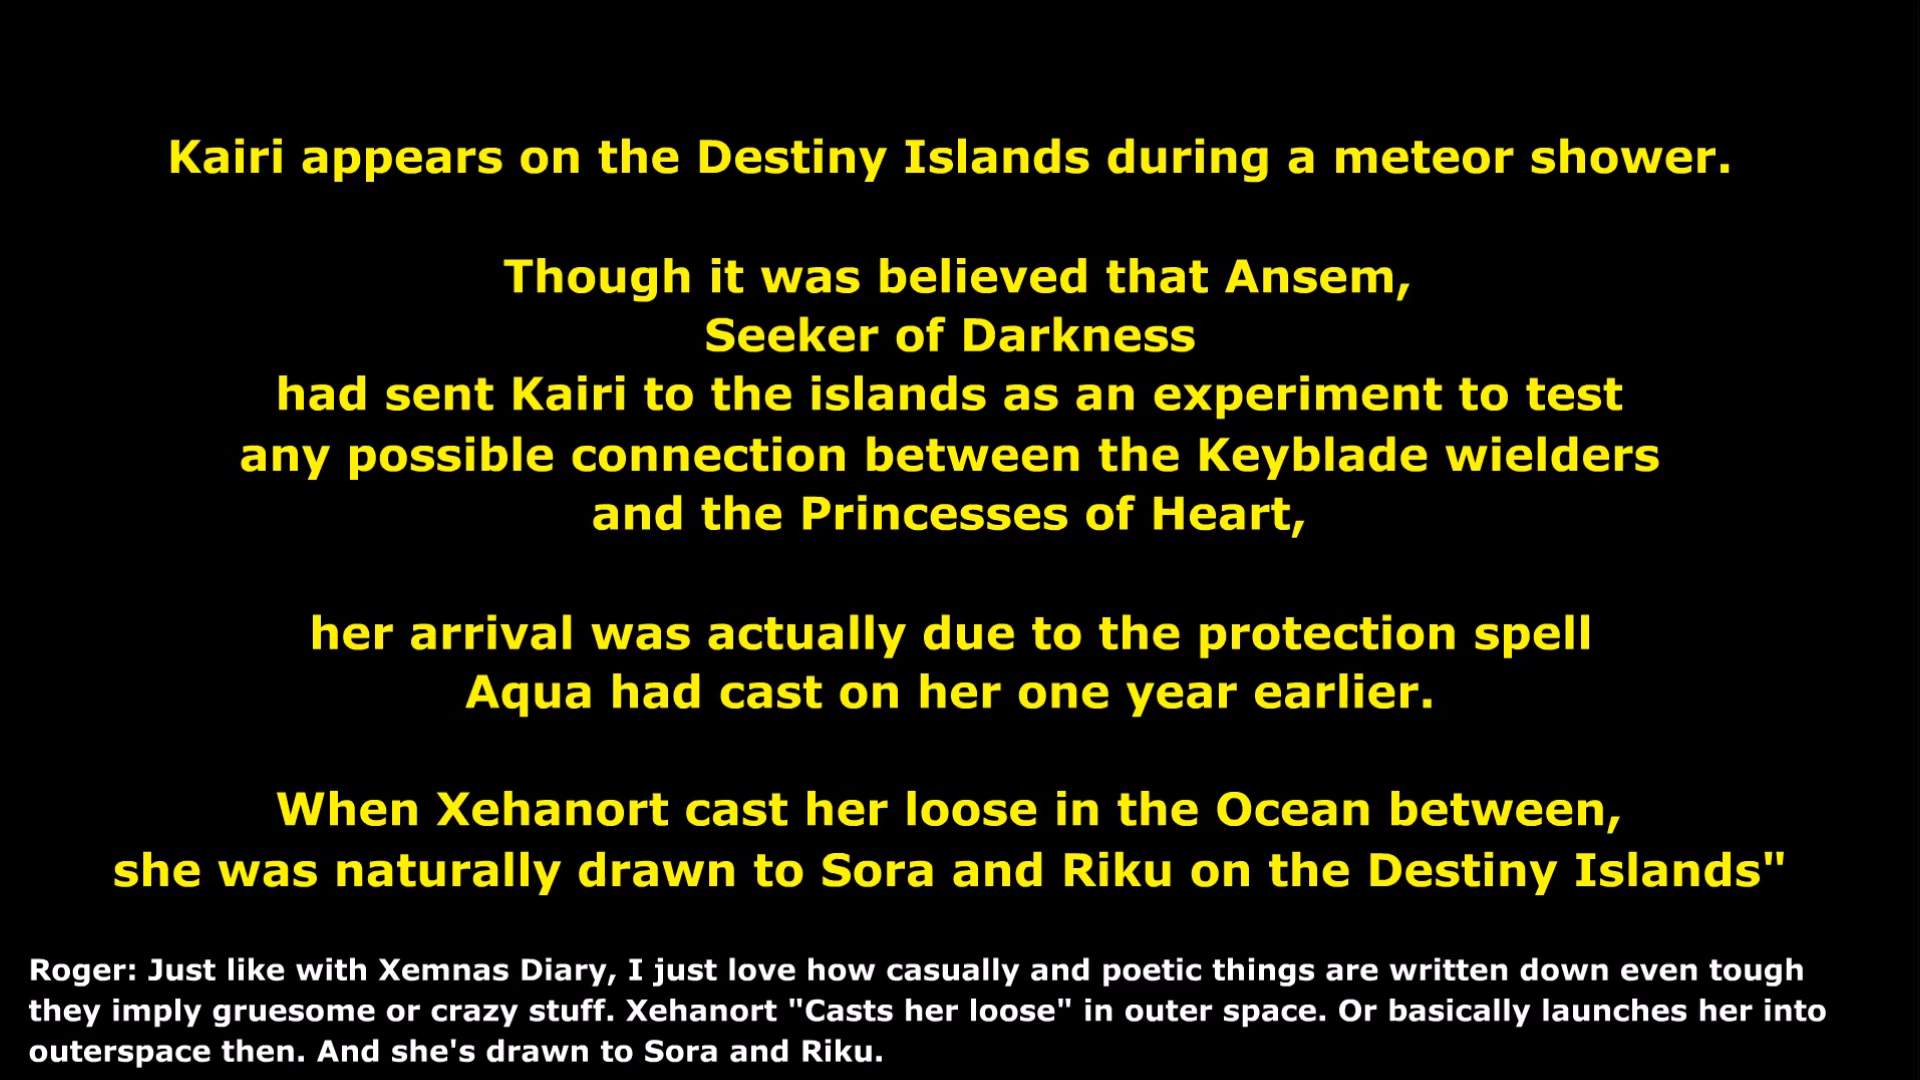 Kairi appears on the Destiny Islands during a meteor shower.
Though it was believed that Ansem,
Seeker of Darkness
had sent Kairi to the islands as an experiment to test
any possible connection between the Keyblade wielders
and the Princesses of Heart,
her arrival was actually due to the protection spell
Aqua had cast on her one year earlier.
When Xehanort cast her loose in the Ocean between,
she was naturally drawn to Sora and Riku on the Destiny Islands"
Roger: Just like with Xemnas Diary, I just love how casually and poetic things are written down even tough
they imply gruesome or crazy stuff. Xehanort "Casts her loose" in outer space. Or basically launches her into
outerspace then. And she's drawn to Sora and Riku.